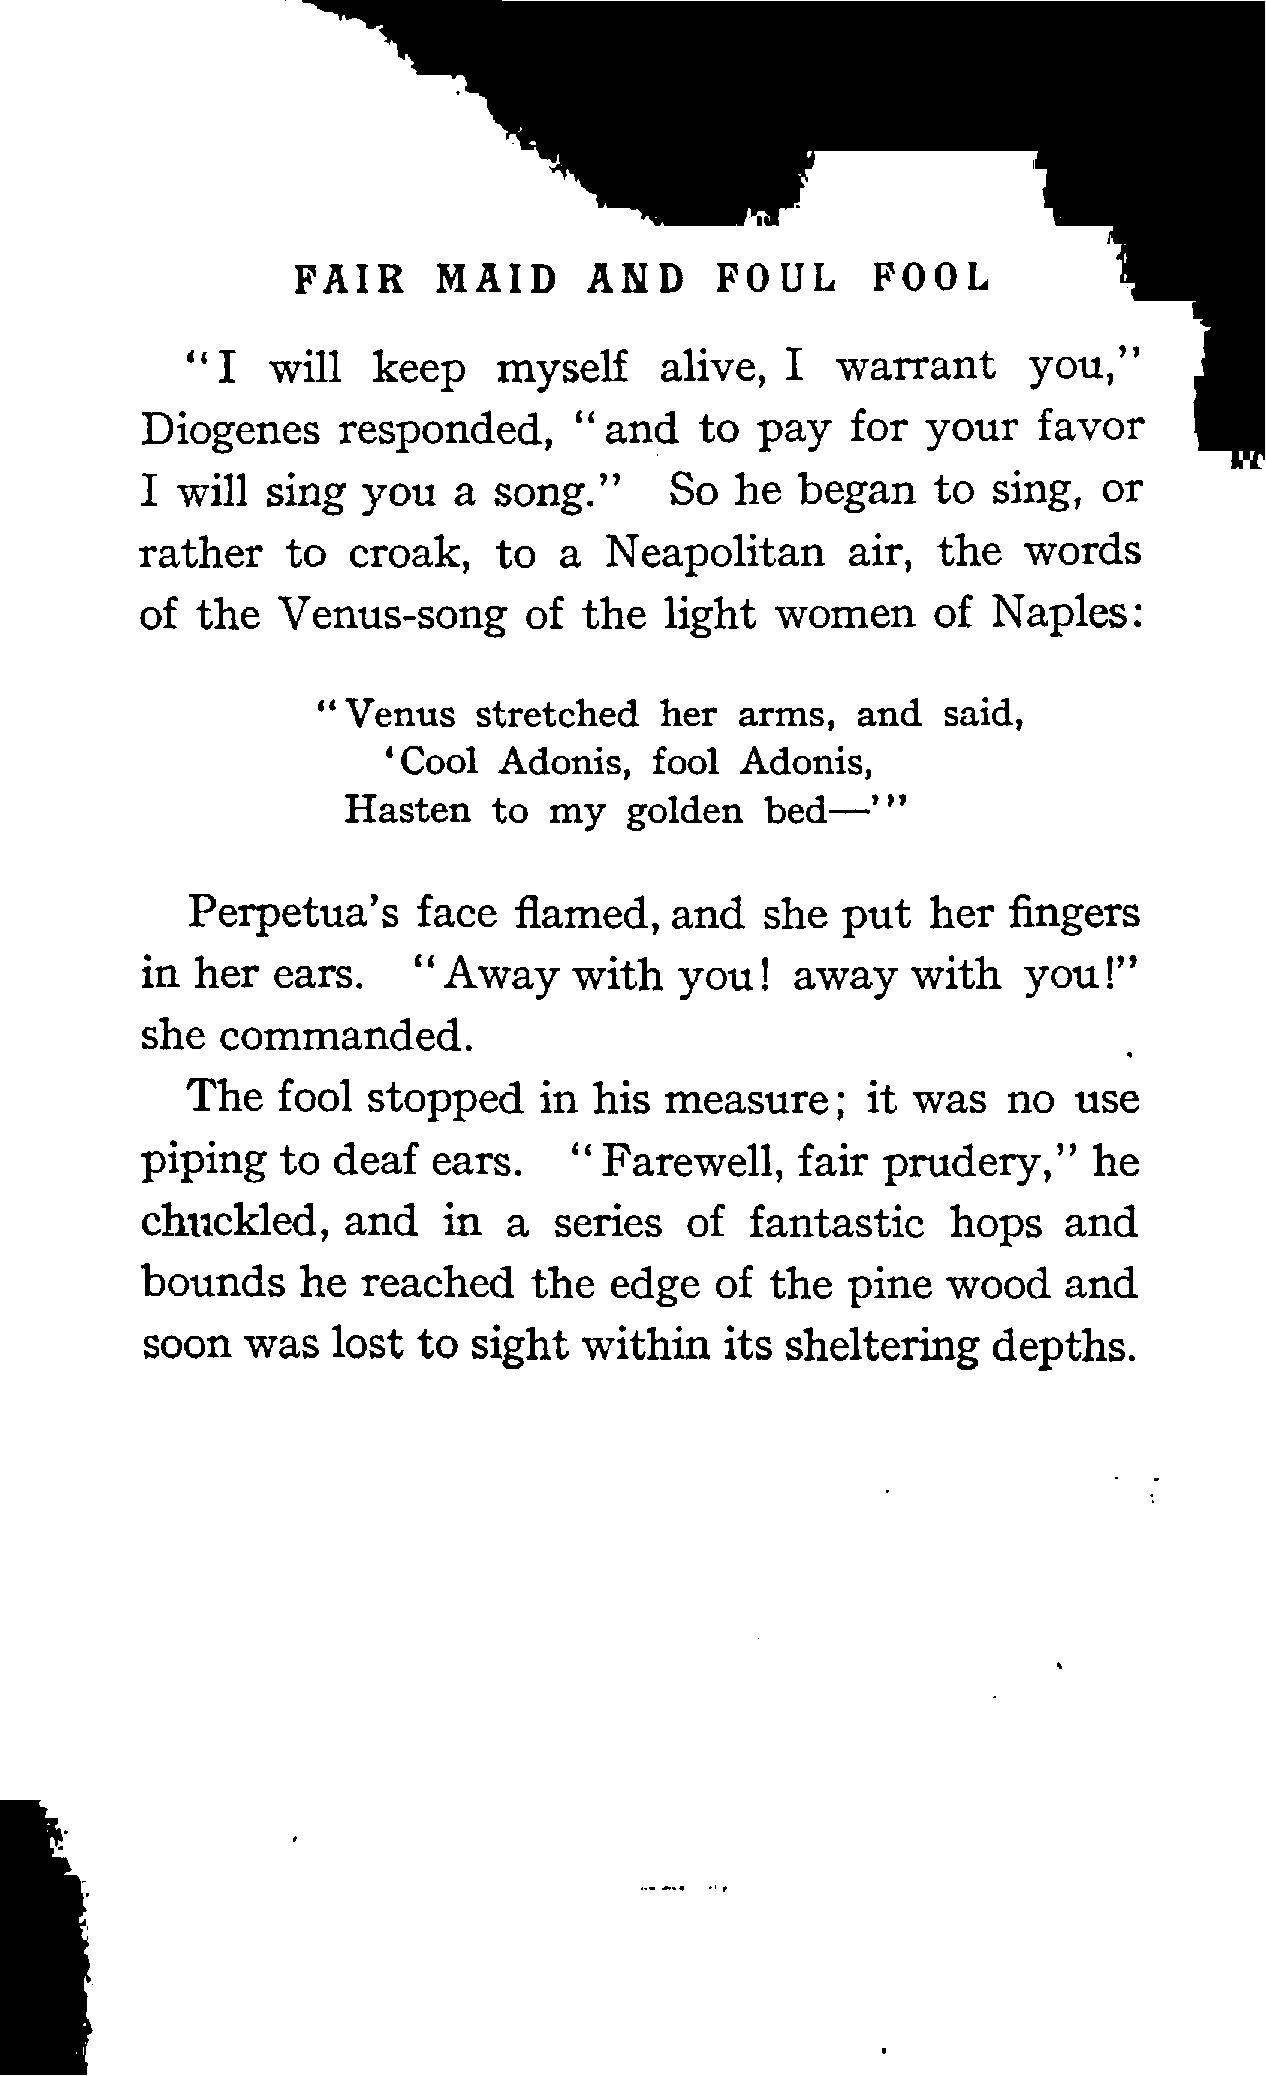 FAIR MAID AND FOUL FOOL
"I will keep myself alive, I warrant you,"
Diogenes responded, "and to pay for your favor
I will sing you a song." So he began to sing, or
rather to croak, to a Neapolitan air, the words
of the Venus-song of the light women of Naples:
"Venus stretched her arms, and said,
'Cool Adonis, fool Adonis,
Hasten to my golden bed—'"
Perpetua's face flamed, and she put her fingers
in her ears. "Away with you! away with you!"
she commanded.
The fool stopped in his measure; it was no use
piping to deaf ears. "Farewell, fair prudery," he
chuckled, and in a series of fantastic hops and
bounds he reached the edge of the pine wood and
soon was lost to sight within its sheltering depths.